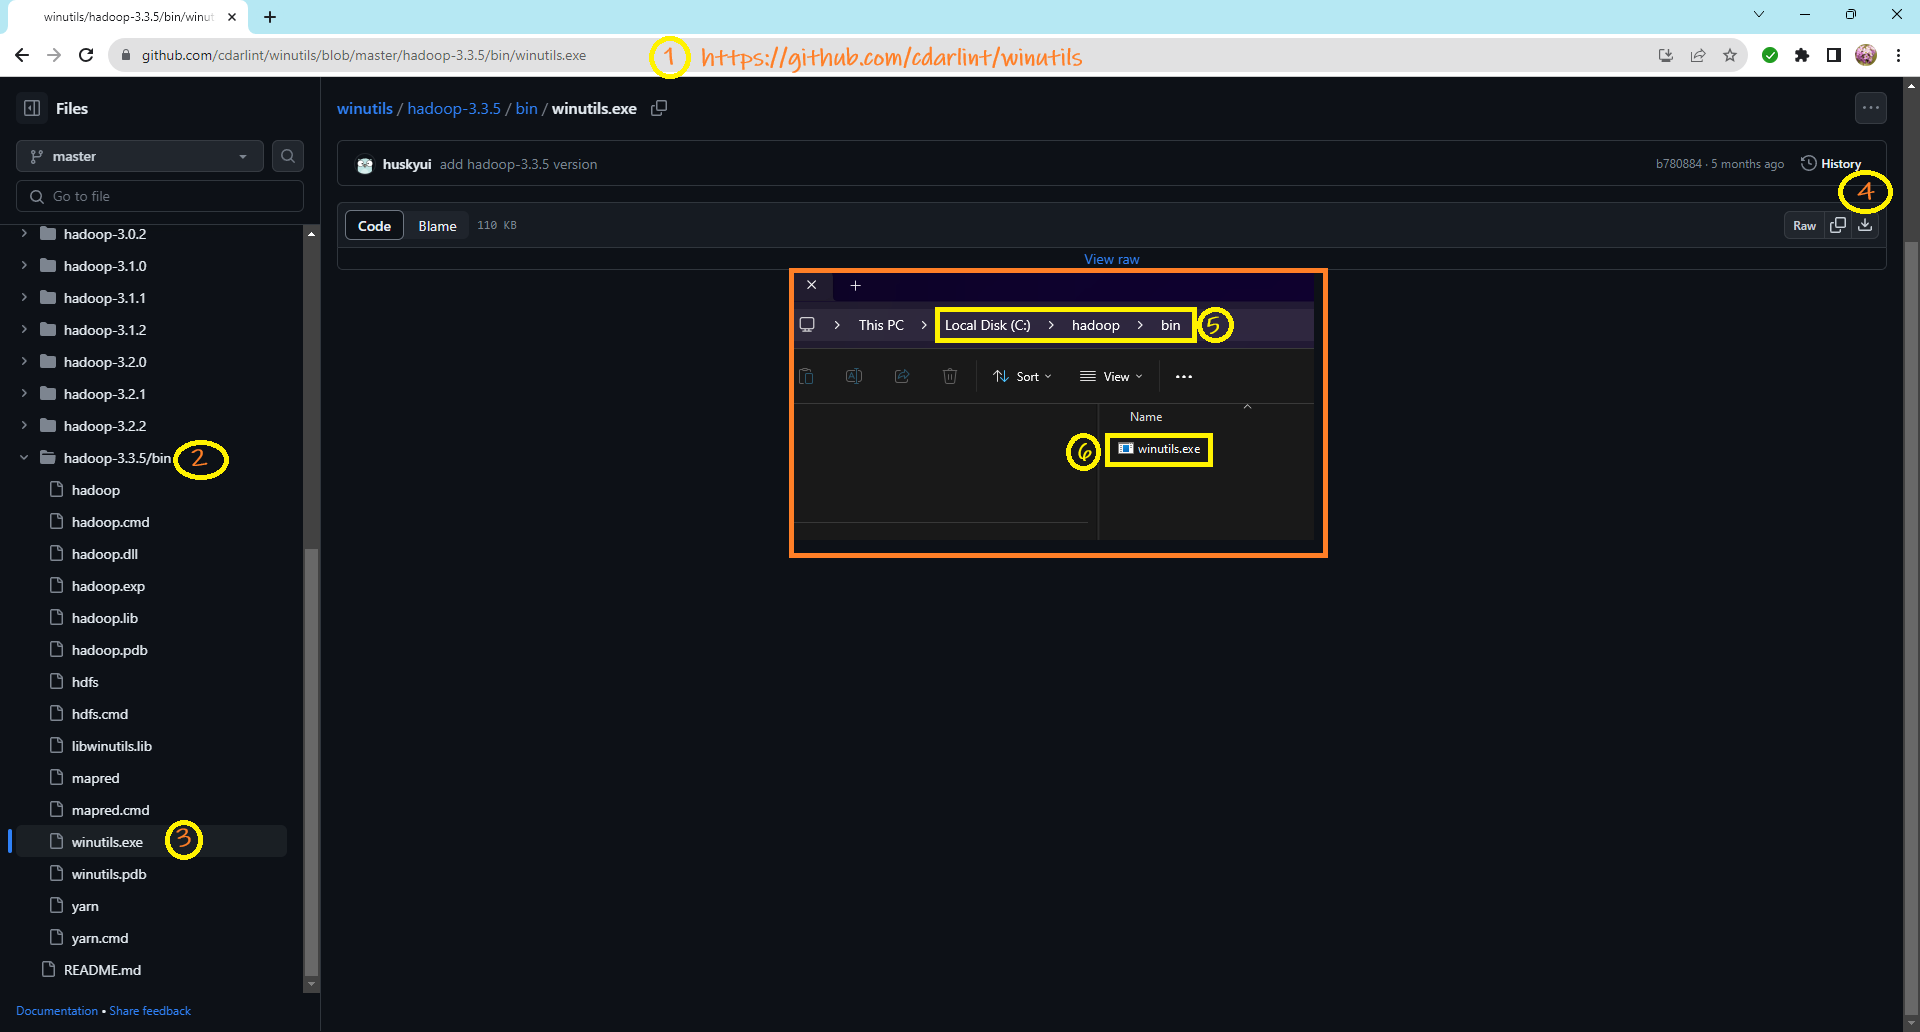 winutils/hadoop-3.3.5/bin/winut
github.com/cdarlint/winutils/blob/master/hadoop-3.3.5/bin/winutils.exe
1 https://github.com/cdarlint/winutils
Files
master
Go to file
hadoop-3.0.2
hadoop-3.1.0
hadoop-3.1.1
hadoop-3.1.2
hadoop-3.2.0
hadoop-3.2.1
hadoop-3.2.2
hadoop-3.3.5/bin 2
hadoop
hadoop.cmd
hadoop.dll
hadoop.exp
hadoop.lib
hadoop.pdb
hdfs
hdfs.cmd
libwinutils.lib
mapred
mapred.cmd
winutils.exe 3
winutils.pdb
yarn
yarn.cmd
README.md
Documentation • Share feedback
winutils / hadoop-3.3.5 / bin / winutils.exe
huskyui add hadoop-3.3.5 version
b780884 · 5 months ago History
4
Code Blame 110 KB
Raw
View raw
This PC > Local Disk (C:) > hadoop > bin 5
Sort View
Name
6 winutils.exe